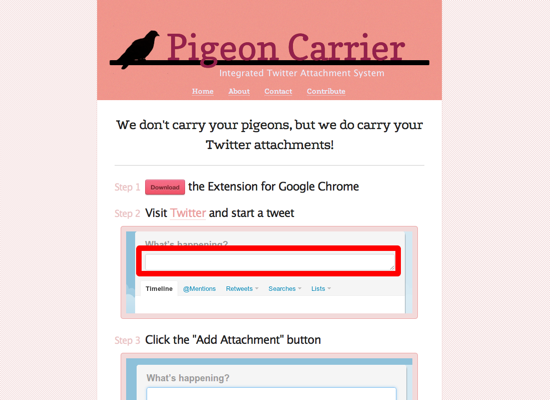 Pigeon Carrier
Integrated Twitter Attachment System
Home About Contact Contribute
We don't carry your pigeons, but we do carry your
Twitter attachments!
Step 1 Download the Extension for Google Chrome
Step 2 Visit Twitter and start a tweet
What's happening?
Timeline @Mentions Retweets Searches Lists
Step 3 Click the "Add Attachment" button
What's happening?